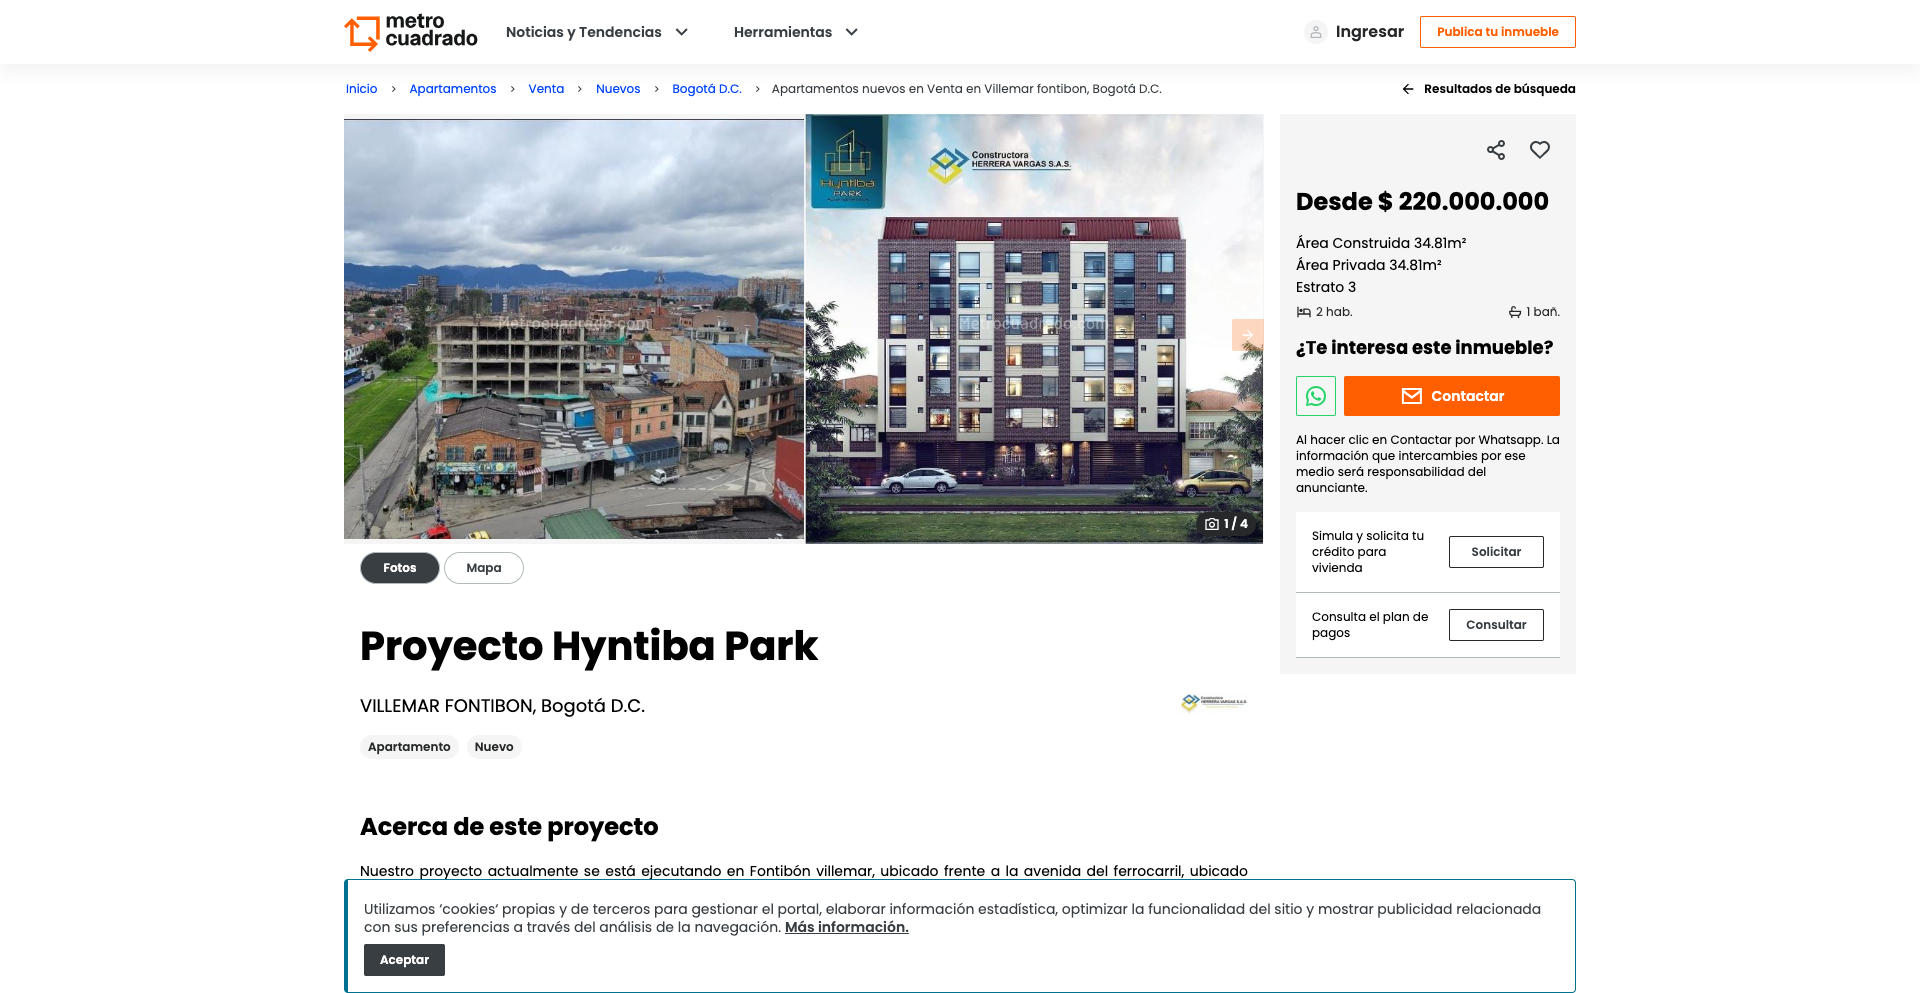 metro
cuadrado
Noticias y Tendencias
Herramientas
Ingresar
Publica tu inmueble
Inicio > Apartamentos > Venta > Nuevos > Bogotá D.C. > Apartamentos nuevos en Venta en Villemar fontibon, Bogotá D.C.
Resultados de búsqueda
Metrocuadrado.com
Hyntiba
PARK
Constructora
HERRERA VARGAS S.A.S.
Metrocuadrado.com
1 / 4
Desde $ 220.000.000
Área Construida 34.81m²
Área Privada 34.81m²
Estrato 3
2 hab.
1 bañ.
¿Te interesa este inmueble?
Contactar
Al hacer clic en Contactar por Whatsapp. La
información que intercambies por ese
medio será responsabilidad del
anunciante.
Simula y solicita tu
crédito para
vivienda
Solicitar
Consulta el plan de
pagos
Consultar
Fotos
Mapa
Proyecto Hyntiba Park
VILLEMAR FONTIBON, Bogotá D.C.
Constructora
HERRERA VARGAS S.A.S.
Apartamento
Nuevo
Acerca de este proyecto
Nuestro proyecto actualmente se está ejecutando en Fontibón villemar, ubicado frente a la avenida del ferrocarril, ubicado
Utilizamos ‘cookies‘ propias y de terceros para gestionar el portal, elaborar información estadística, optimizar la funcionalidad del sitio y mostrar publicidad relacionada
con sus preferencias a través del análisis de la navegación. Más información.
Aceptar